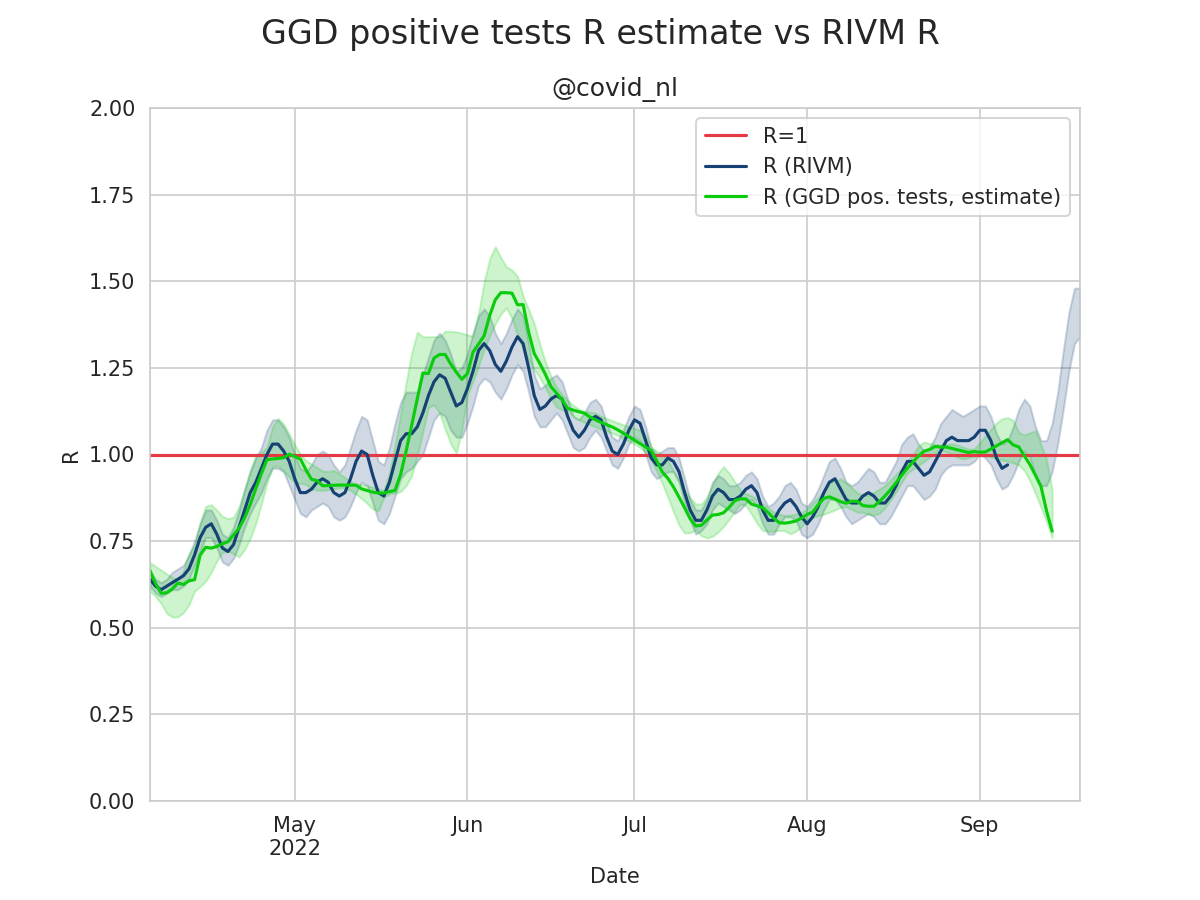 GGD positive tests R estimate vs RIVM R
@covid_nl
2.00
R=1
R (RIVM)
R (GGD pos. tests, estimate)
1.75
1.50
1.25
1.00
R
0.75
0.50
0.25
0.00
May
2022
Jun
Jul
Aug
Sep
Date